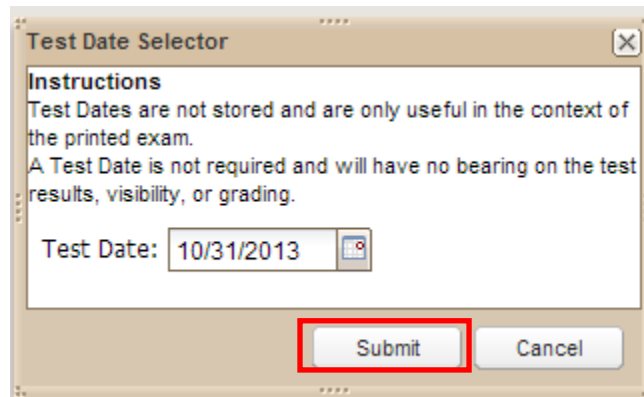 Test Date Selector
Instructions
Test Dates are not stored and are only useful in the context of
the printed exam.
A Test Date is not required and will have no bearing on the test
results, visibility, or grading.
Test Date: 10/31/2013
Submit Cancel